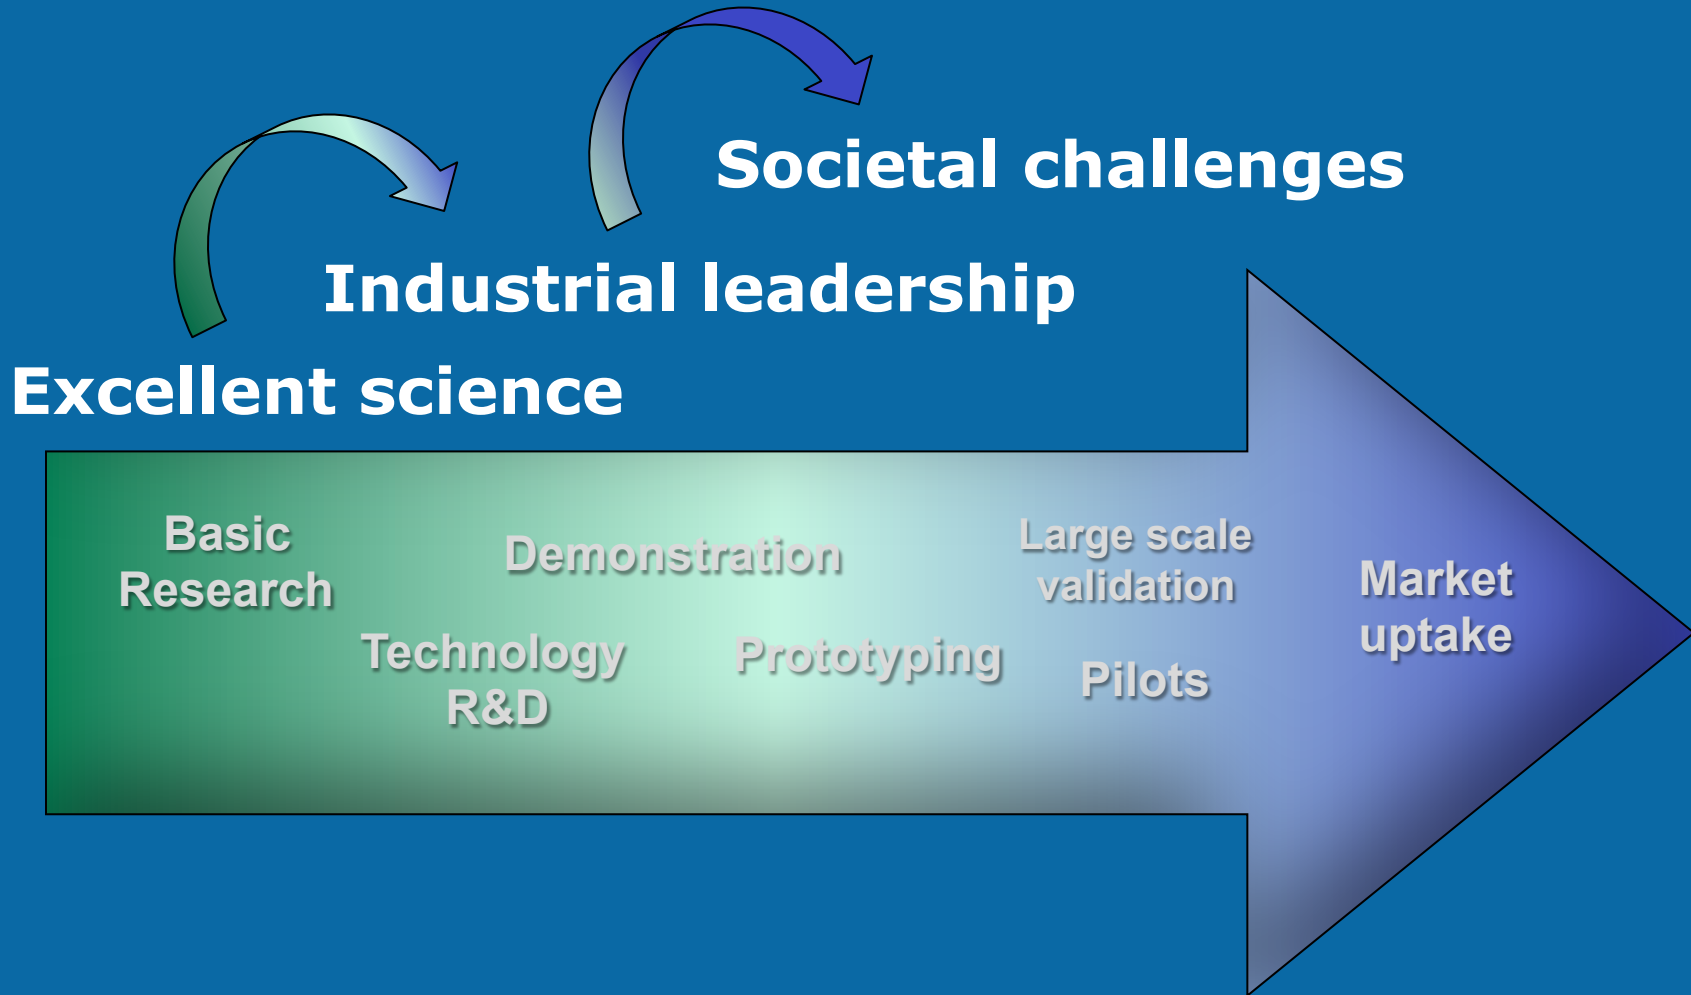 Societal challenges
Industrial leadership
Excellent science
Basic
Research
Demonstration
Large scale
validation
Market
uptake
Technology
R&D
Prototyping
Pilots